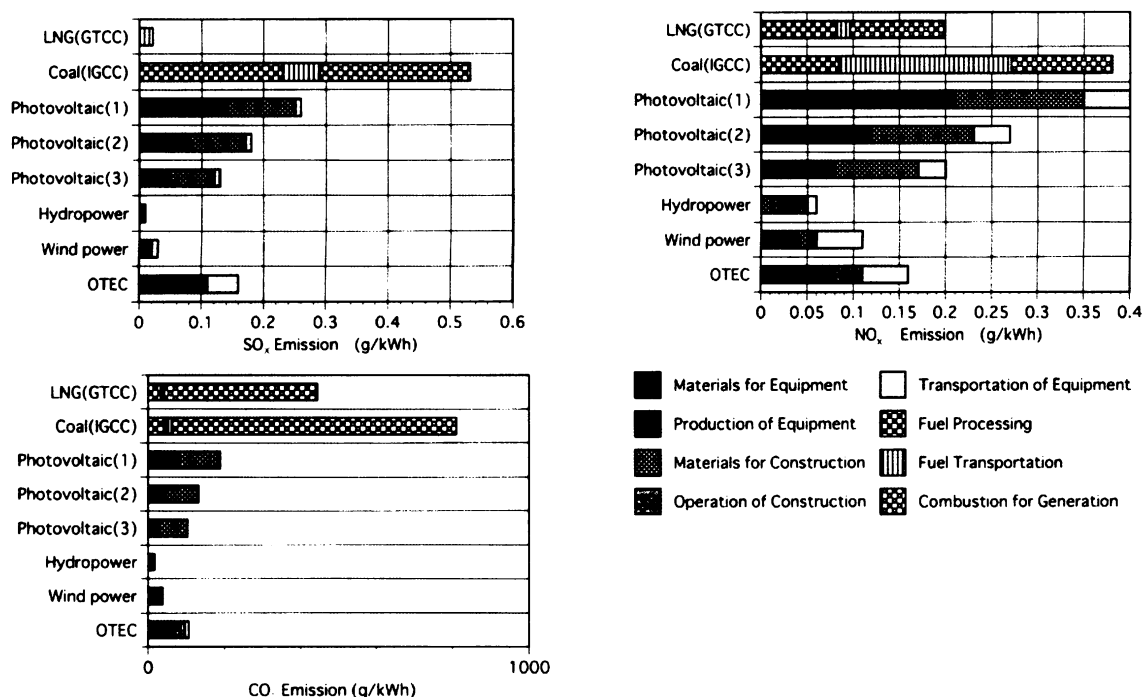 LNG(GTCC)
Coal(IGCC)
Photovoltaic(1)
Photovoltaic(2)
Photovoltaic(3)
Hydropower
Wind power
OTEC
0 0.1 0.2 0.3 0.4 0.5 0.6
SOx Emission (g/kWh)
LNG(GTCC)
Coal(IGCC)
Photovoltaic(1)
Photovoltaic(2)
Photovoltaic(3)
Hydropower
Wind power
OTEC
0 0.05 0.1 0.15 0.2 0.25 0.3 0.35 0.4
NOx Emission (g/kWh)
LNG(GTCC)
Coal(IGCC)
Photovoltaic(1)
Photovoltaic(2)
Photovoltaic(3)
Hydropower
Wind power
OTEC
0 1000
CO Emission (g/kWh)
Materials for Equipment
Transportation of Equipment
Production of Equipment
Fuel Processing
Materials for Construction
Fuel Transportation
Operation of Construction
Combustion for Generation